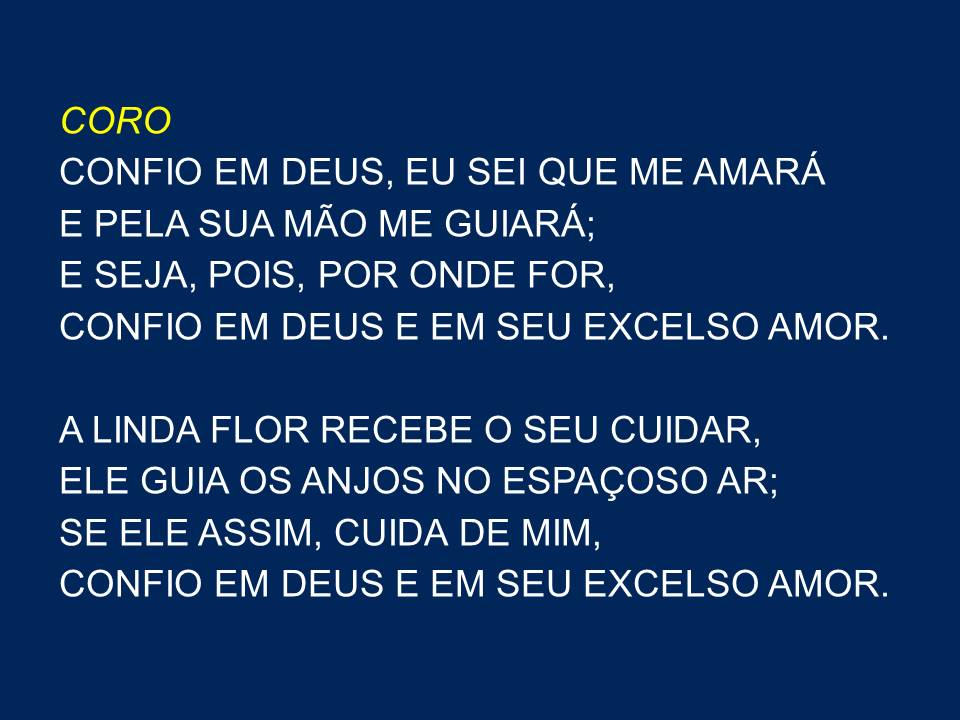 CORO
CONFIO EM DEUS, EU SEI QUE ME AMARÁ
E PELA SUA MÃO ME GUIARÁ;
E SEJA, POIS, POR ONDE FOR,
CONFIO EM DEUS E EM SEU EXCELSO AMOR.
A LINDA FLOR RECEBE O SEU CUIDAR,
ELE GUIA OS ANJOS NO ESPAÇOSO AR;
SE ELE ASSIM, CUIDA DE MIM,
CONFIO EM DEUS E EM SEU EXCELSO AMOR.